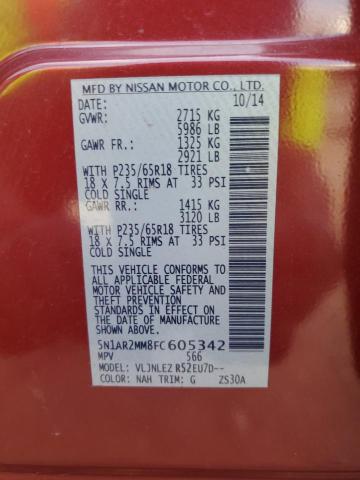 MFD BY NISSAN MOTOR CO., LTD.
DATE: 10/14
GVWR: 2715 KG
5986 LB
GAWR FR.: 1325 KG
2921 LB
WITH P235/65R18 TIRES
18 X 7.5 RIMS AT 33 PSI
COLD SINGLE
GAWR RR.: 1415 KG
3120 LB
WITH P235/65R18 TIRES
18 X 7.5 RIMS AT 33 PSI
COLD SINGLE
THIS VEHICLE CONFORMS TO
ALL APPLICABLE FEDERAL
MOTOR VEHICLE SAFETY
AND THEFT PREVENTION
STANDARDS IN EFFECT ON
THE DATE OF MANUFACTURE
SHOWN ABOVE.
5N1AR2MM8FC605342
MPV 566
MODEL: VLJNLEZ R52EU7D--
COLOR: NAH TRIM: G ZS30A